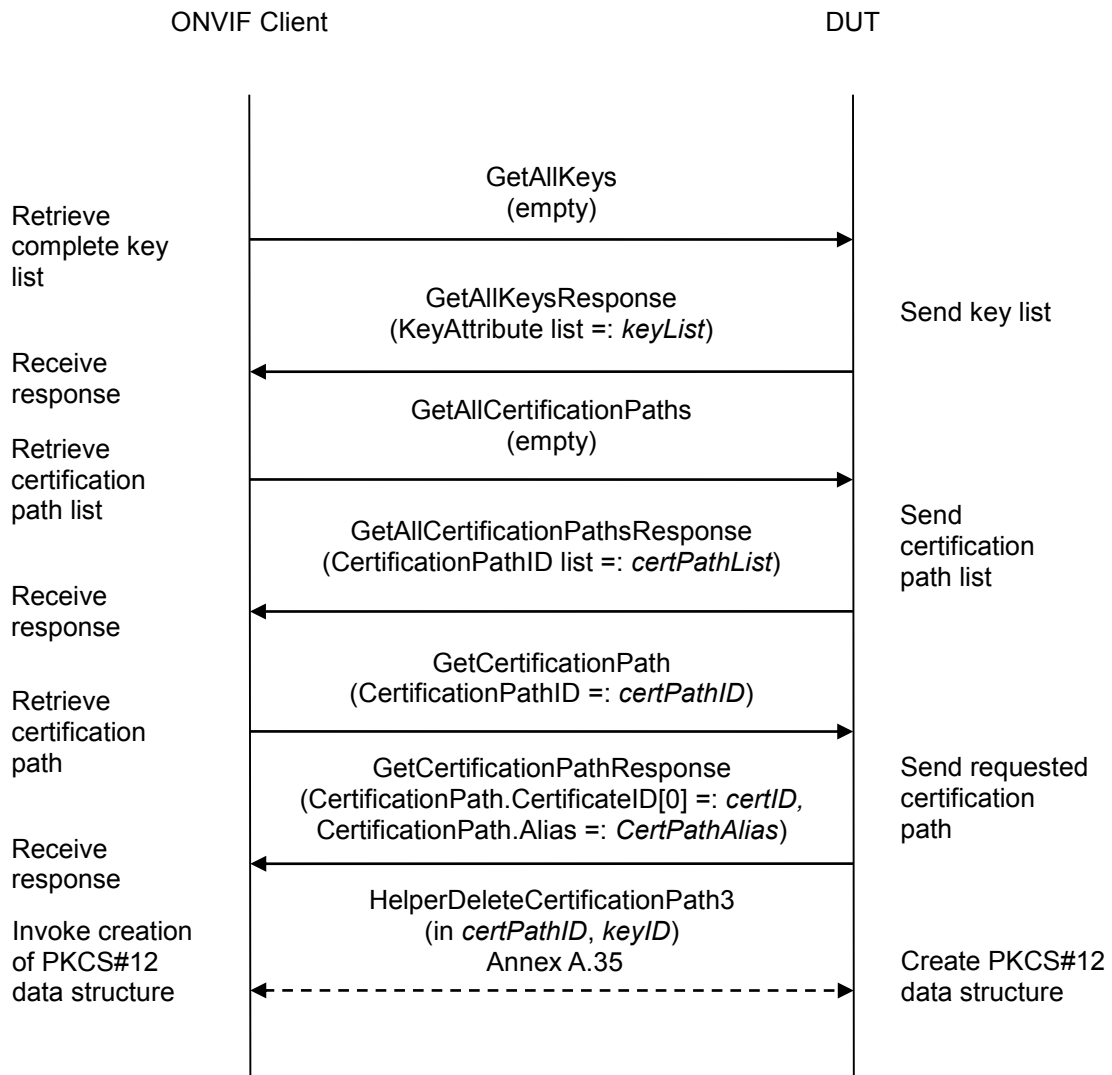 ONVIF Client
DUT
GetAllKeys
(empty)
Retrieve
complete key
list
GetAllKeysResponse
(KeyAttribute list =: keyList)
Send key list
Receive
response
GetAllCertificationPaths
(empty)
Retrieve
certification
path list
GetAllCertificationPathsResponse
(CertificationPathID list =: certPathList)
Send
certification
path list
Receive
response
GetCertificationPath
(CertificationPathID =: certPathID)
Retrieve
certification
path
GetCertificationPathResponse
(CertificationPath.CertificateID[0] =: certID,
CertificationPath.Alias =: CertPathAlias)
Send requested
certification
path
Receive
response
HelperDeleteCertificationPath3
(in certPathID, keyID)
Annex A.35
Invoke creation
of PKCS#12
data structure
Create PKCS#12
data structure